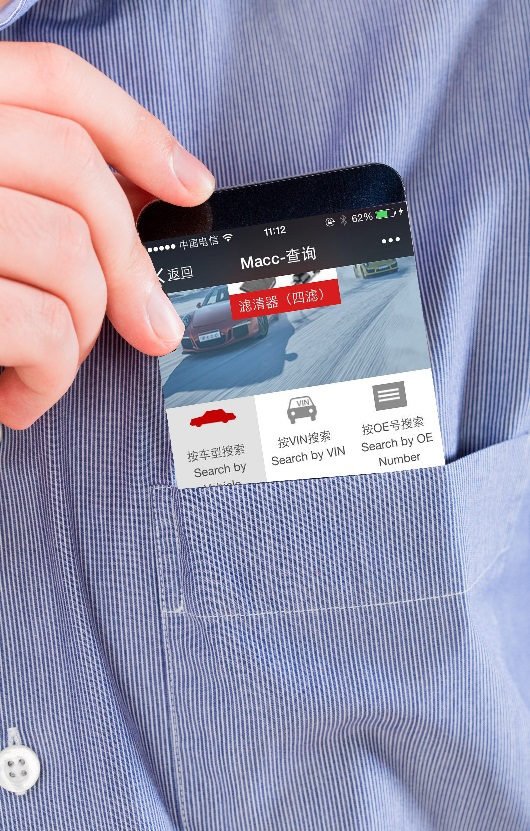 中国电信 11:12 62%
返回 Macc-查询
滤清器（四滤）
VIN
按车型搜索
Search by
按VIN搜索
Search by VIN
按OE号搜索
Search by OE
Number